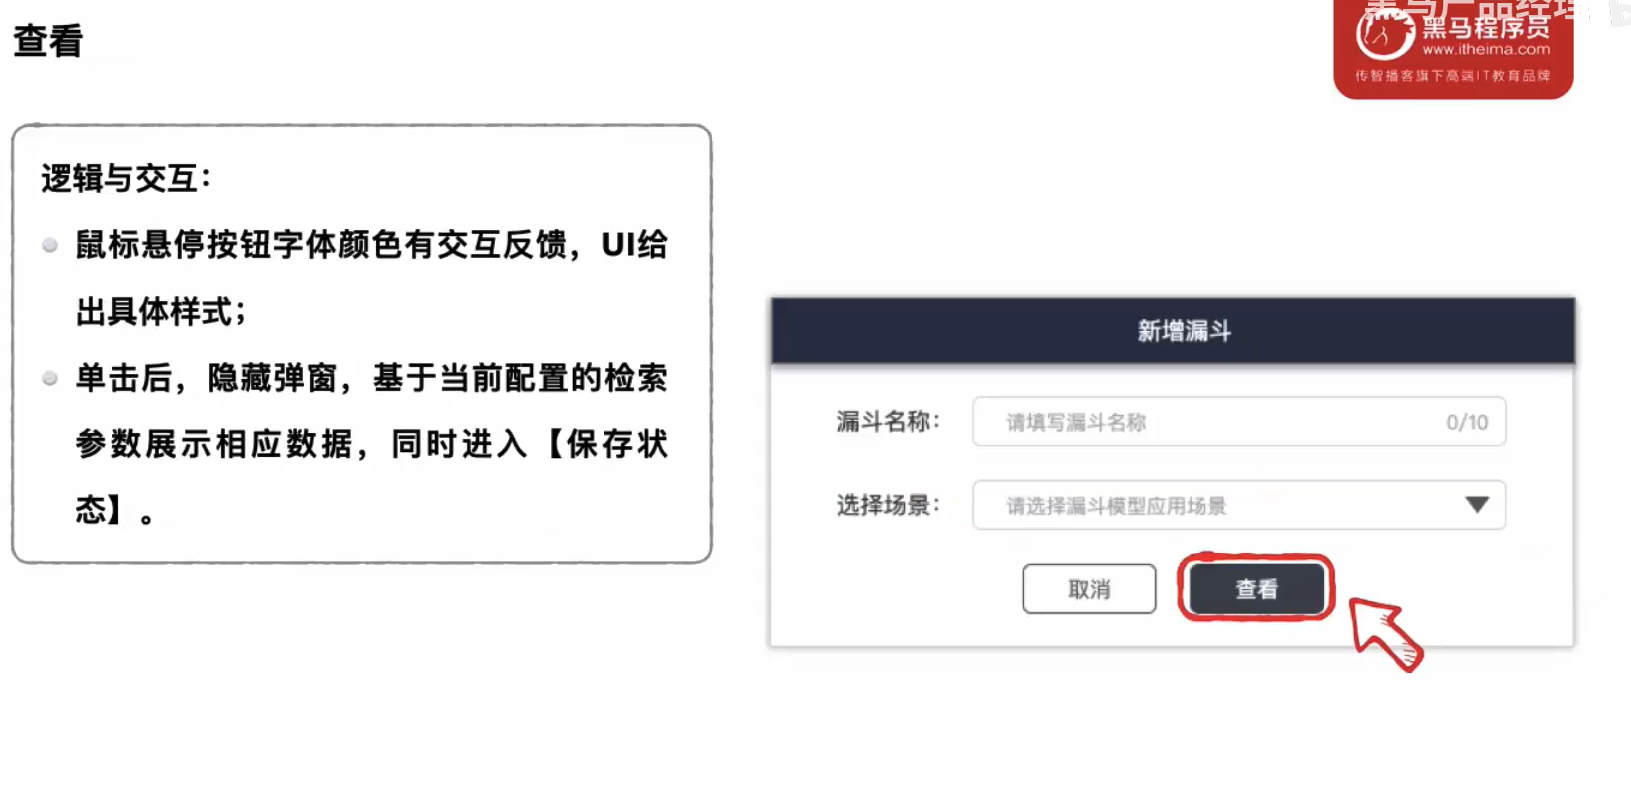 查看
黑马产品经理
黑马程序员
www.itheima.com
传智播客旗下高端IT教育品牌
逻辑与交互：
鼠标悬停按钮字体颜色有交互反馈，UI给
出具体样式；
单击后，隐藏弹窗，基于当前配置的检索
参数展示相应数据，同时进入【保存状
态】。
新增漏斗
漏斗名称：
请填写漏斗名称
0/10
选择场景：
请选择漏斗模型应用场景
取消
查看